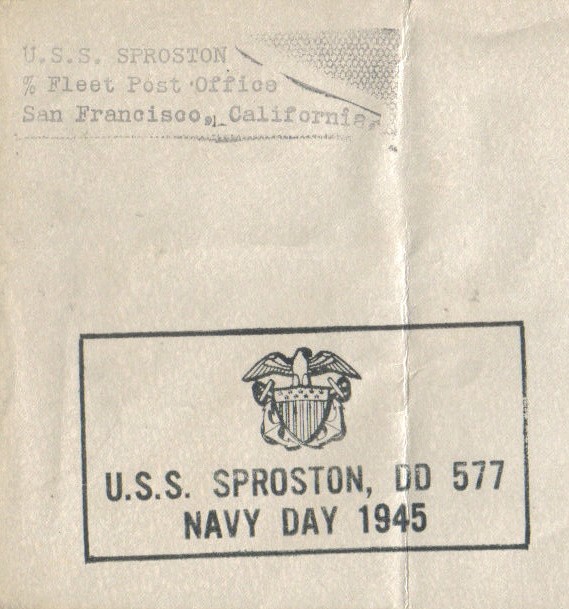 U.S.S. SPROSTON
% Fleet Post Office
San Francisco, California,
U.S.S. SPROSTON, DD 577
NAVY DAY 1945